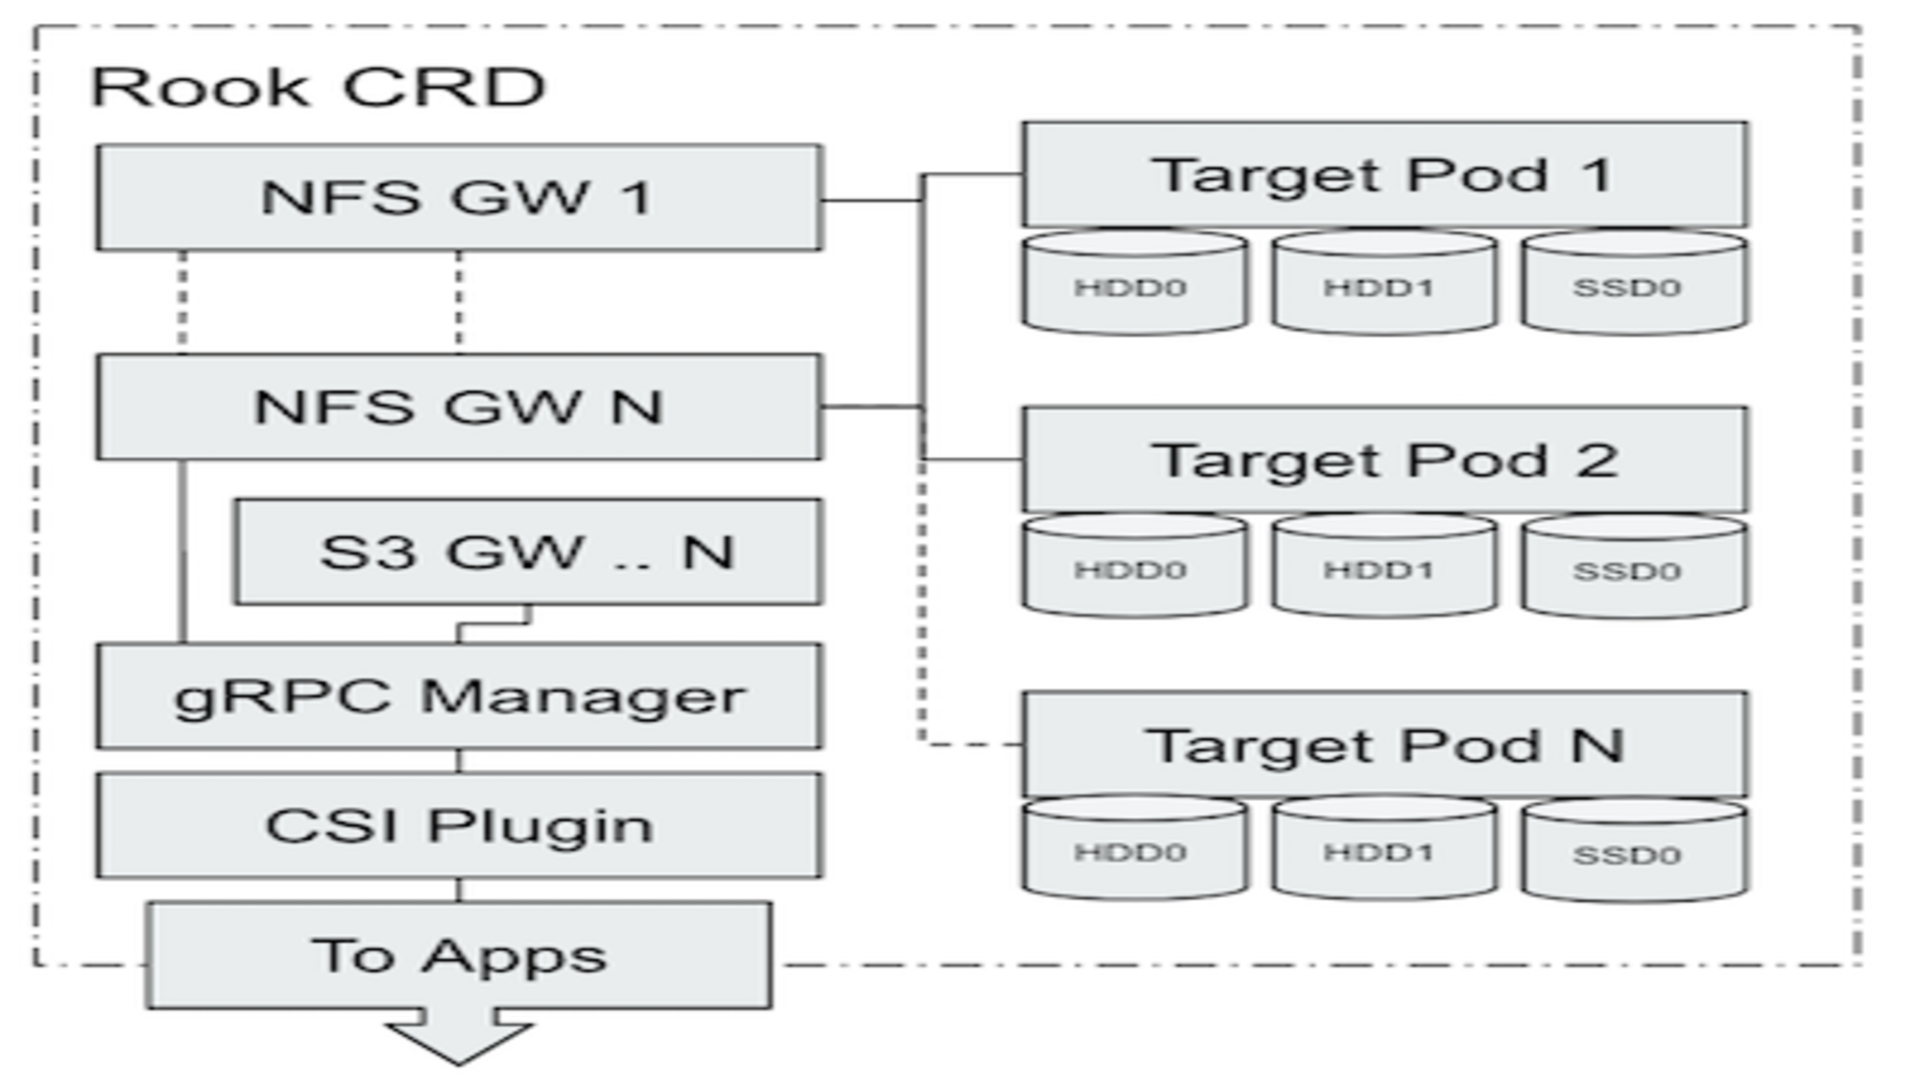 Rook CRD
NFS GW 1
NFS GW N
S3 GW .. N
gRPC Manager
CSI Plugin
To Apps
Target Pod 1
HDD0 HDD1 SSD0
Target Pod 2
HDD0 HDD1 SSD0
Target Pod N
HDD0 HDD1 SSD0